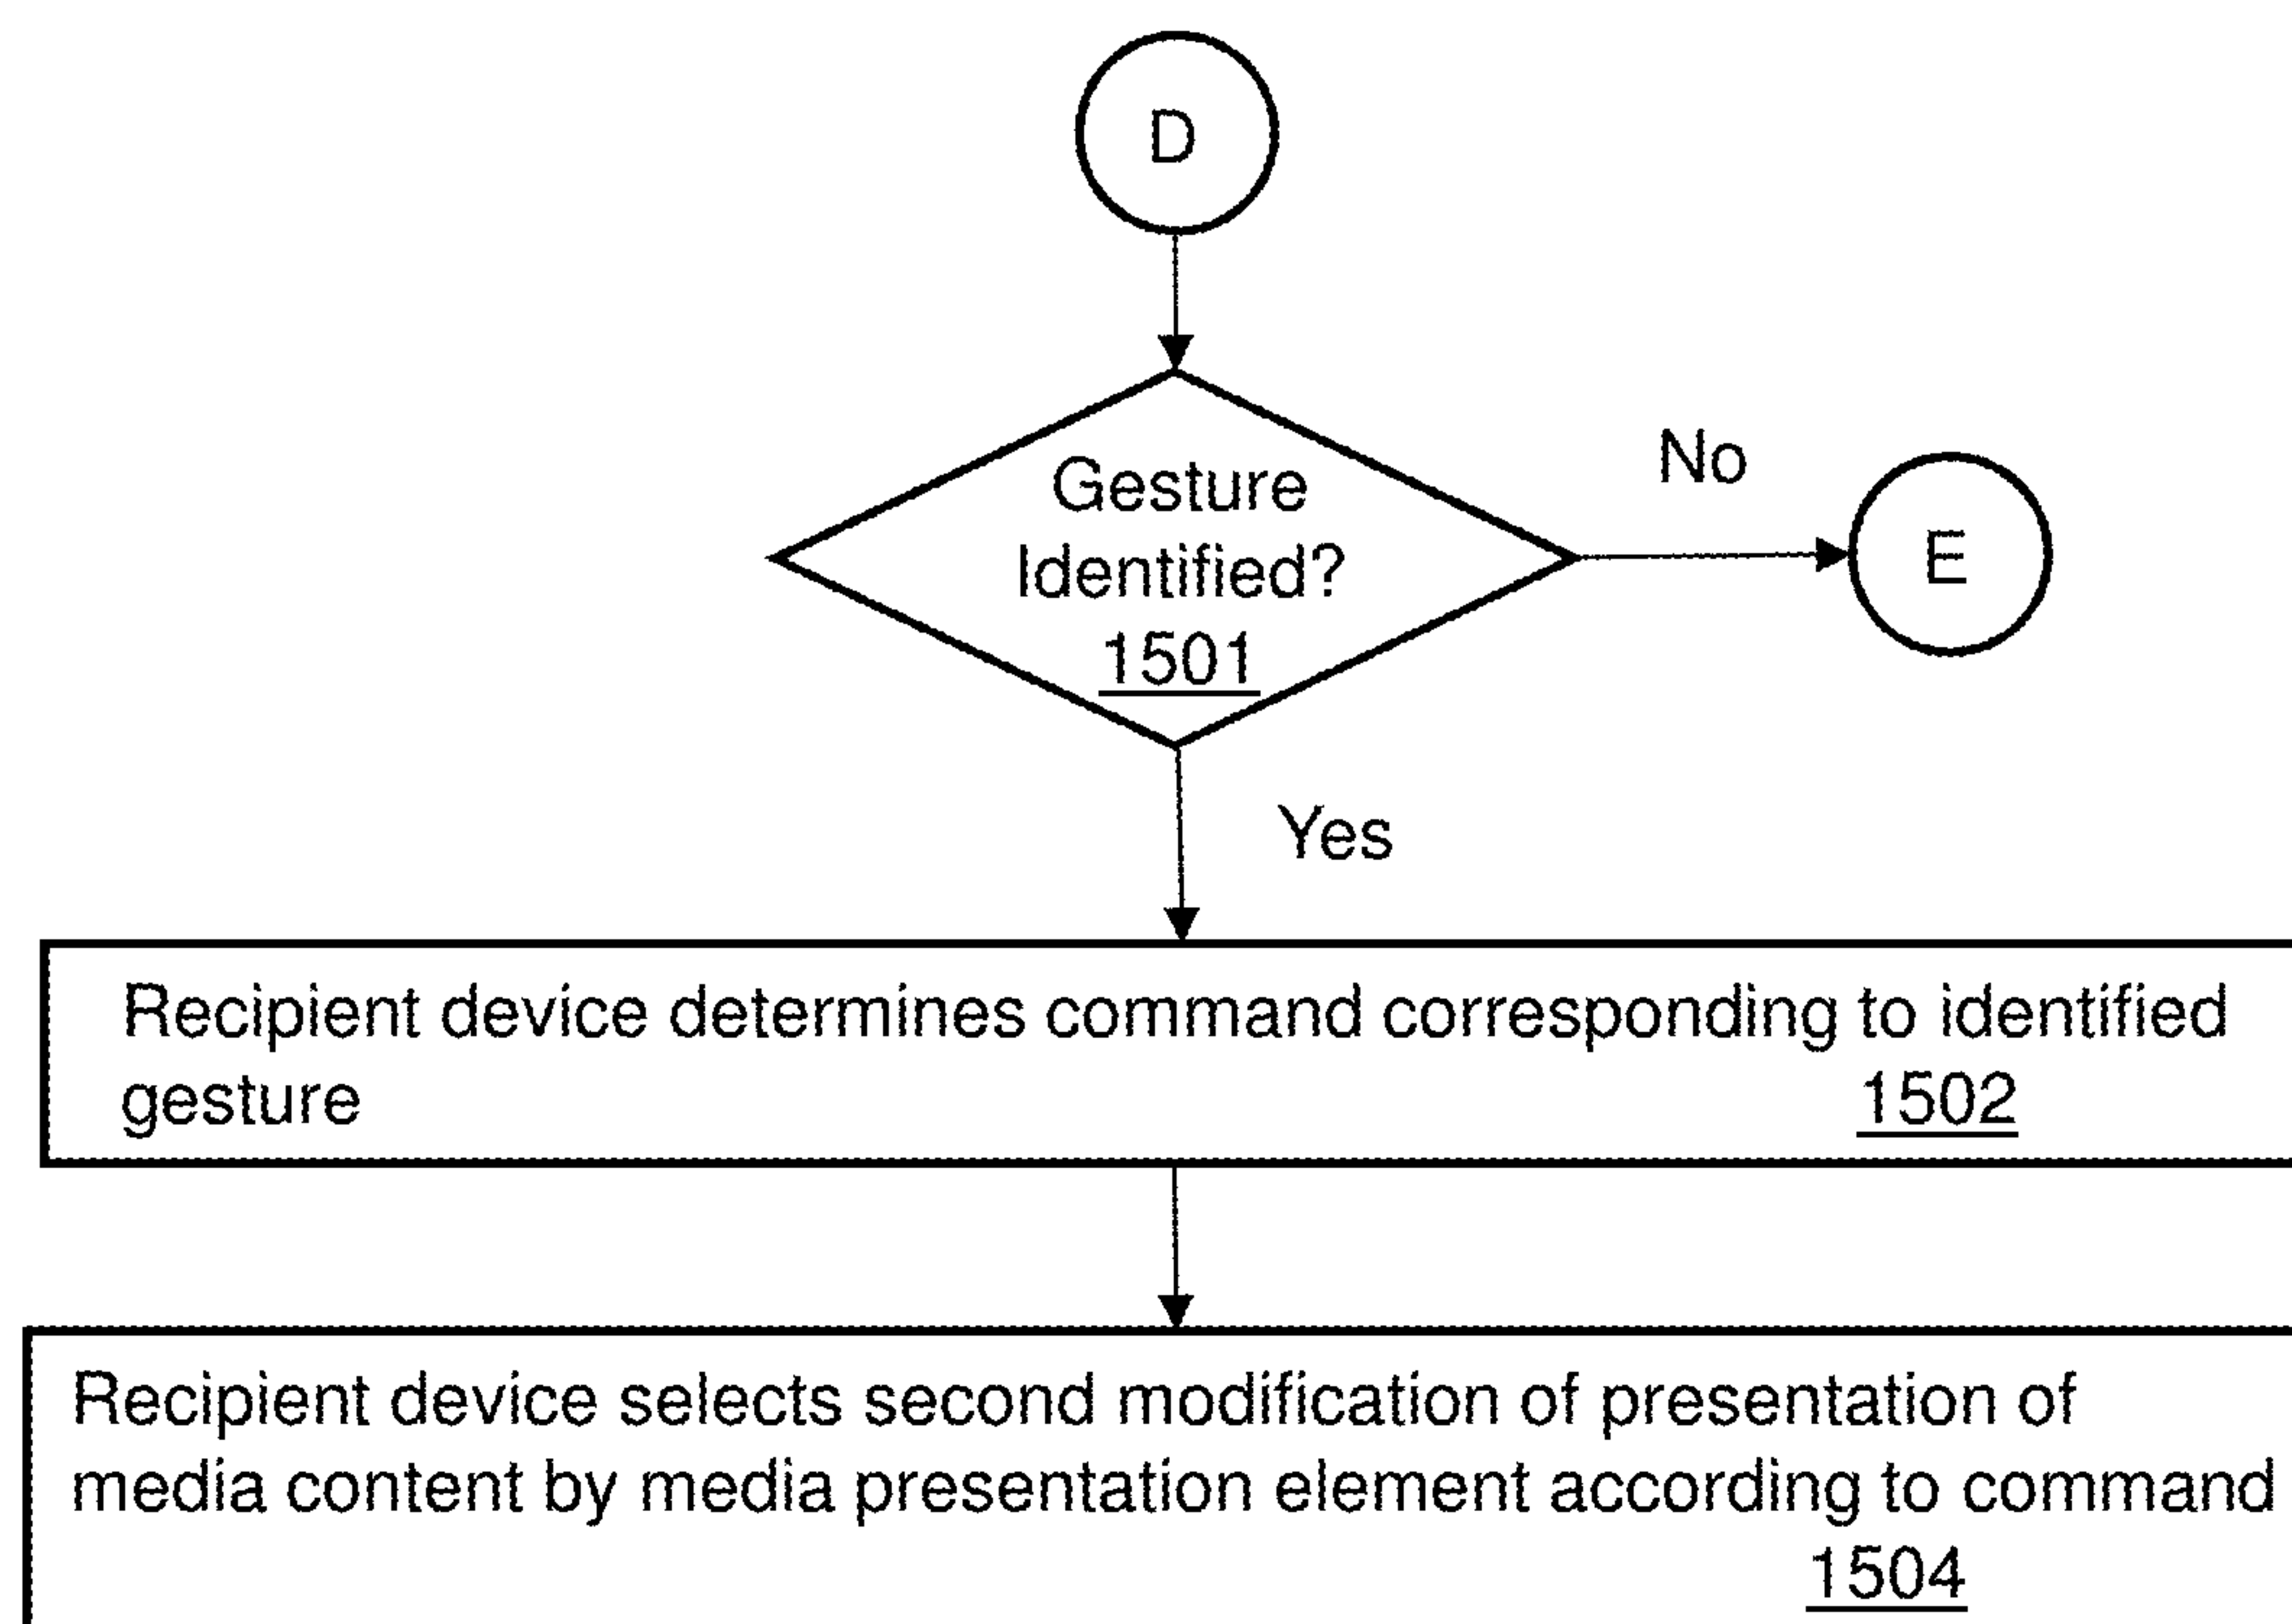 D
Gesture
Identified?
1501
No
E
Yes
Recipient device determines command corresponding to identified
gesture 1502
Recipient device selects second modification of presentation of
media content by media presentation element according to command
1504